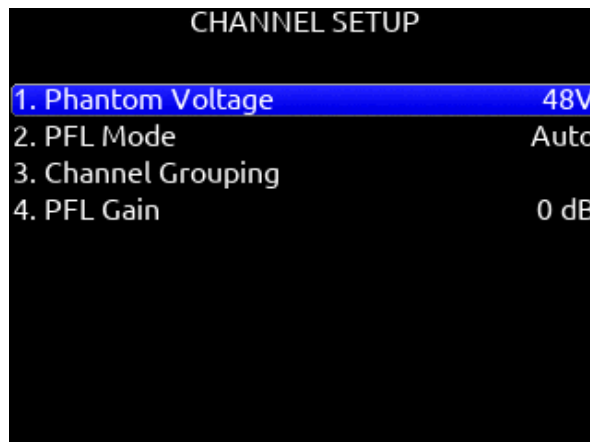 CHANNEL SETUP
1. Phantom Voltage 48V
2. PFL Mode Auto
3. Channel Grouping
4. PFL Gain 0 dB